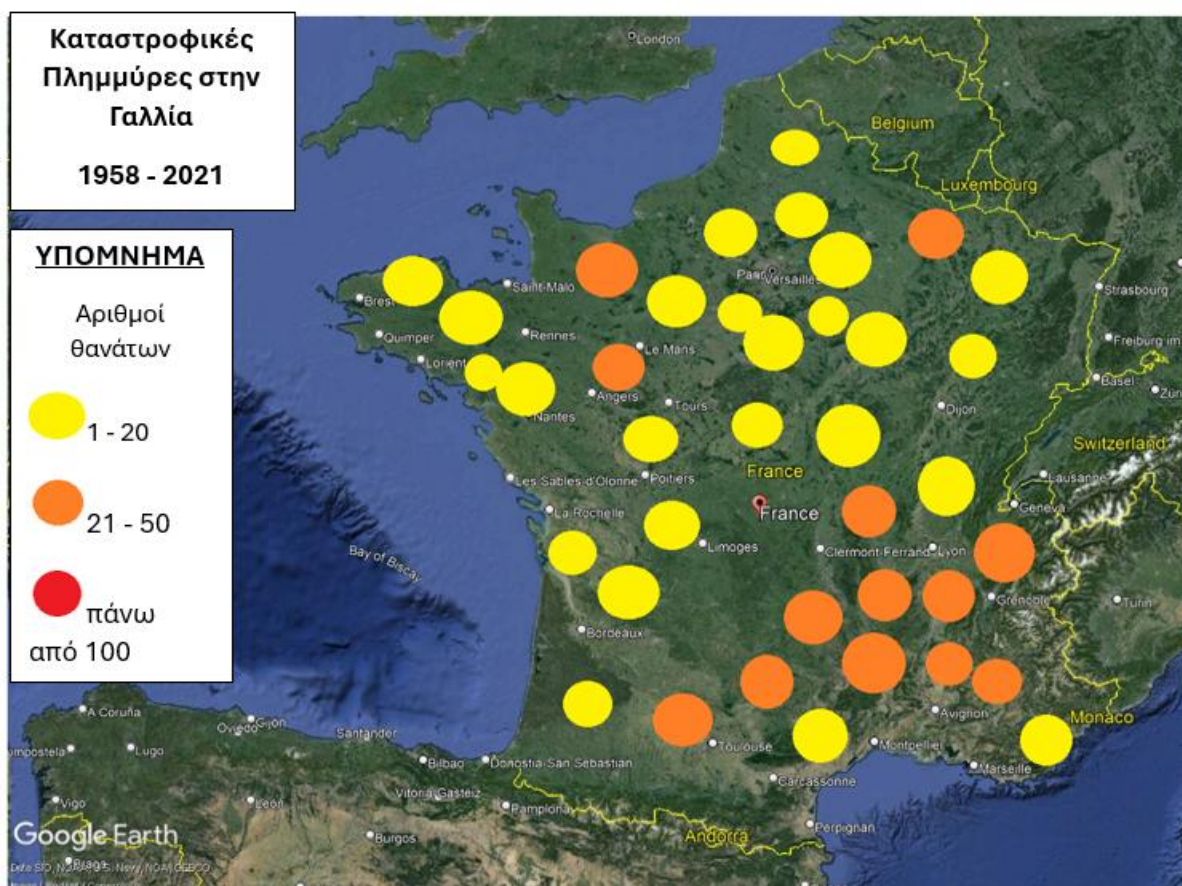 Καταστροφικές
Πλημμύρες στην
Γαλλία
1958 - 2021
ΥΠΟΜΝΗΜΑ
Αριθμοί
θανάτων
1 - 20
21 - 50
πάνω
από 100
London
Belgium
Luxembourg
Paris
Versailles
Saint-Malo
Brest
Strasbourg
Quimper
Rennes
Freiburg im
Lorient
Le Mans
Basel
Angers
Tours
Dijon
Nantes
Switzerland
Les Sables-d'Olonne
Poitiers
France
Lausanne
Geneva
La Rochelle
France
Limoges
Clermont-Ferrand
Lyon
Bay of Biscay
Grenoble
Turin
Bordeaux
A Coruña
Avignon
Monaco
Oviedo
Gijón
Santander
Toulouse
Montpellier
Lugo
Bilbao
Donostia-San Sebastian
Marseille
Carcassonne
Vitoria-Gasteiz
Vigo
León
Pamplona
Perpignan
Andorra
Google Earth
Burgos
Braga